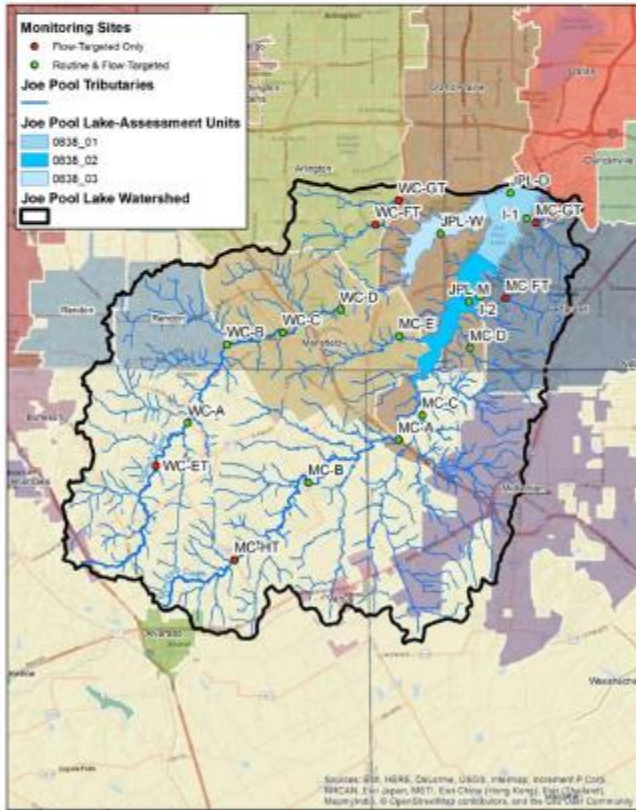 Monitoring Sites
Flow-Targeted Only
Routine & Flow-Targeted
Joe Pool Tributaries
Joe Pool Lake-Assessment Units
0838_01
0838_02
0838_03
Joe Pool Lake Watershed
Arlington
Grand Prairie
Duncanville
Arlington
WC-GT
JPL-D
WC-FT
I-1
MC-GT
JPL-W
MC-FT
JPL-M
I-2
Rendon
Rendon
WC-D
WC-C
WC-B
Mansfield
MC-E
MC-D
Burleson
WC-A
MC-C
MC-A
WC-ET
MC-B
Midlothian
MC-HT
Alvarado
Waxahachie
Sources: Esri, HERE, DeLorme, USGS, Intermap, increment P Corp.,
NRCAN, Esri Japan, METI, Esri China (Hong Kong), Esri (Thailand),
MapmyIndia, © OpenStreetMap contributors, and the GIS User Community